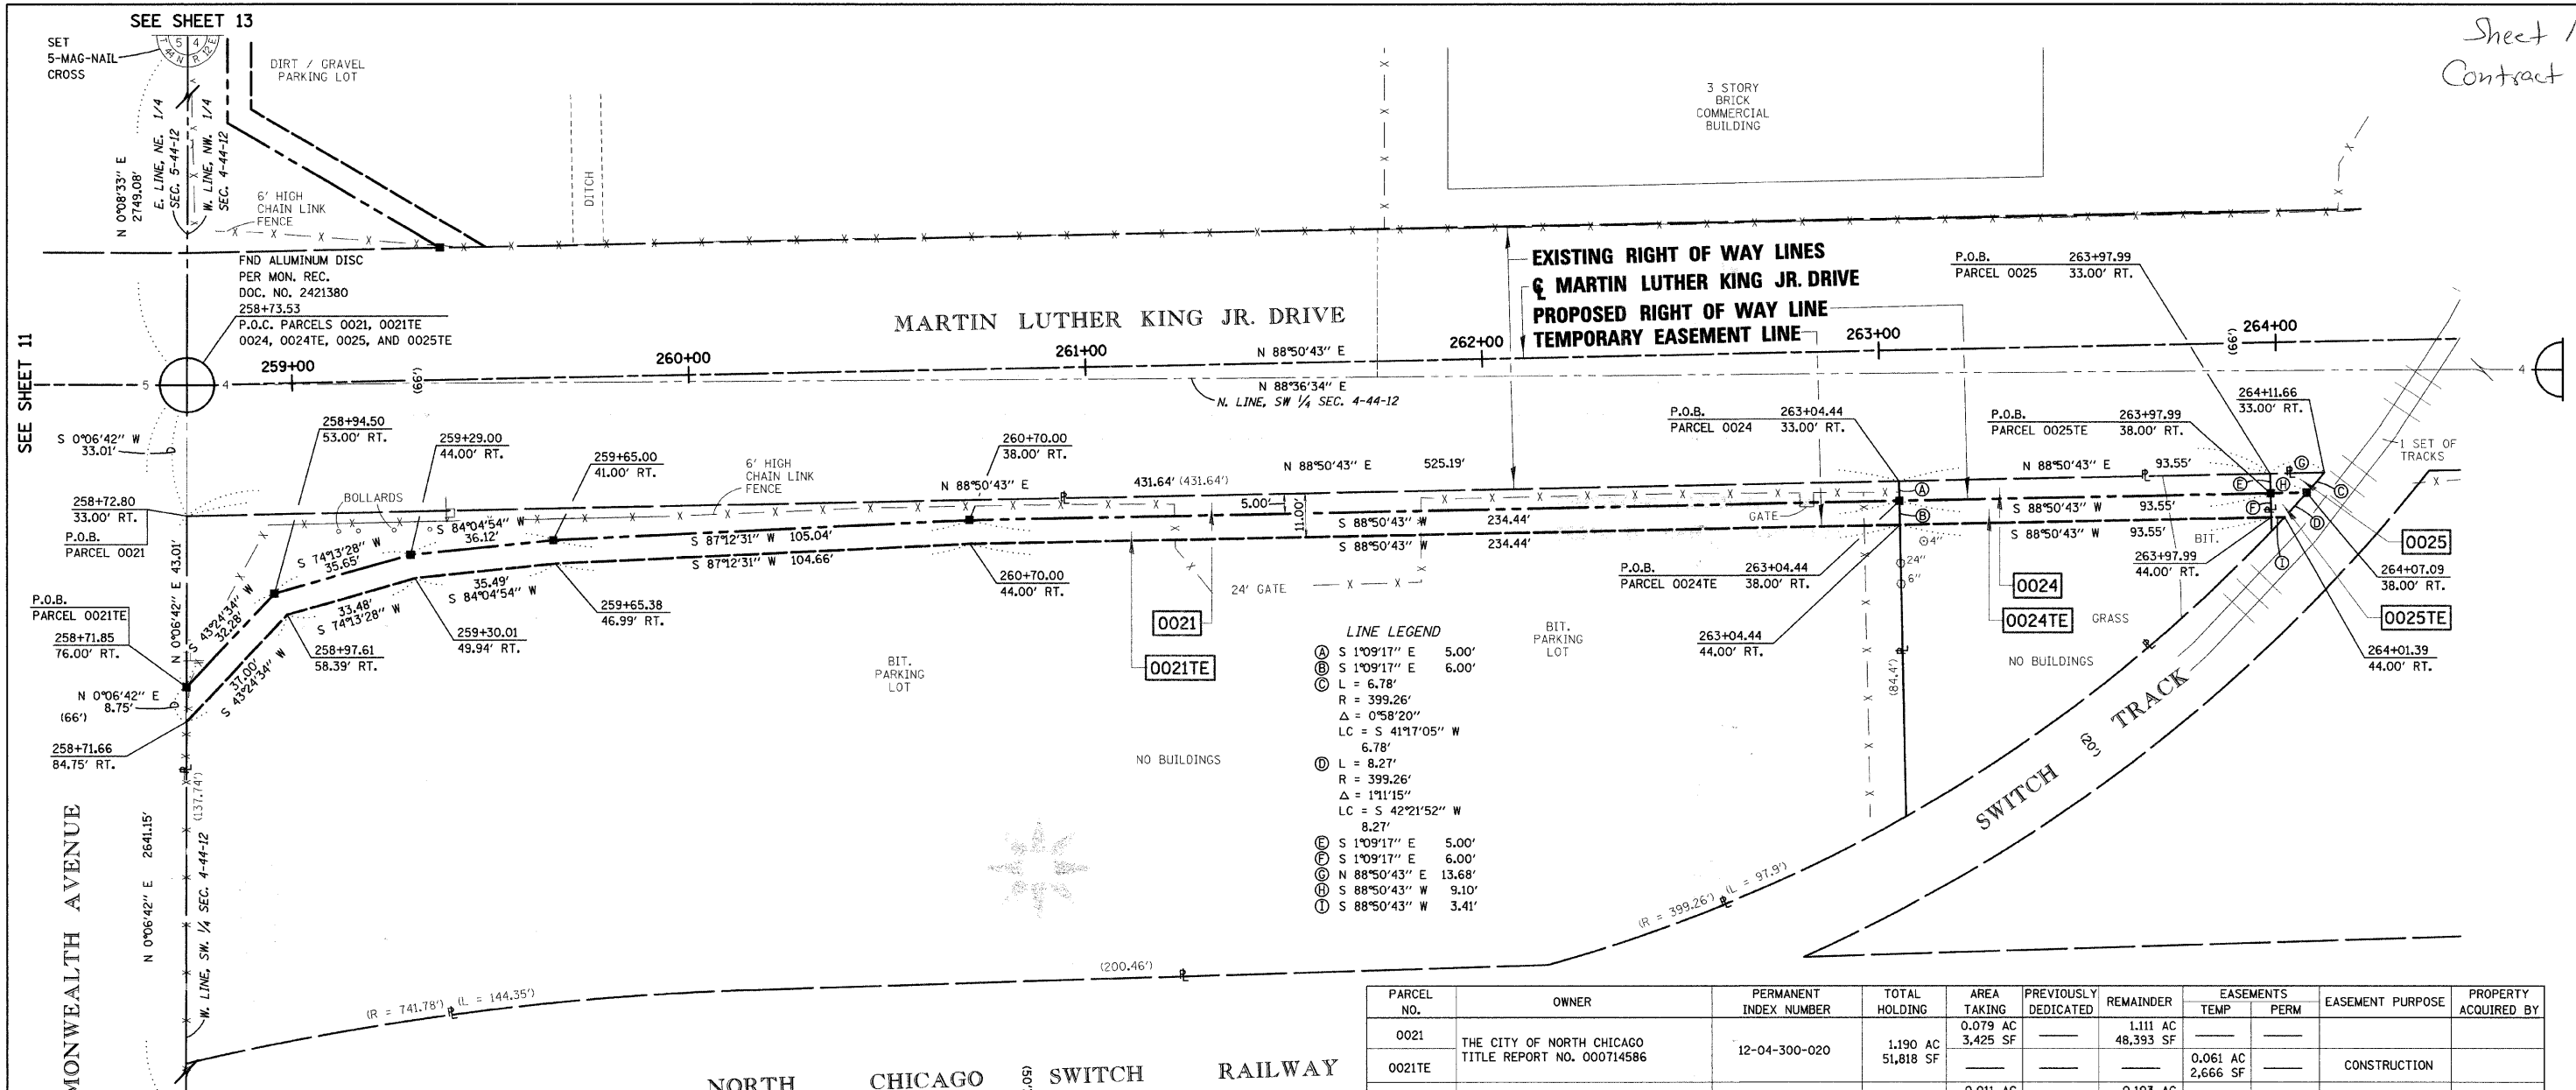 SEE SHEET 13
Sheet
Contract
SET
5-MAG-NAIL
CROSS
5 4
T 44 N R 12 E
DIRT / GRAVEL
PARKING LOT
N 0°08'33" E
2749.08'
E. LINE, NE. 1/4
SEC. 5-44-12
W. LINE, NW. 1/4
SEC. 4-44-12
6' HIGH
CHAIN LINK
FENCE
DITCH
3 STORY
BRICK
COMMERCIAL
BUILDING
FND ALUMINUM DISC
PER MON. REC.
DOC. NO. 2421380
258+73.53
P.O.C. PARCELS 0021, 0021TE
0024, 0024TE, 0025, AND 0025TE
EXISTING RIGHT OF WAY LINES
℄ MARTIN LUTHER KING JR. DRIVE
PROPOSED RIGHT OF WAY LINE
TEMPORARY EASEMENT LINE
P.O.B. 263+97.99
PARCEL 0025 33.00' RT.
MARTIN LUTHER KING JR. DRIVE
SEE SHEET 11
259+00
260+00
261+00
262+00
263+00
264+00
(66')
(66')
N 88°50'43" E
N 88°36'34" E
N. LINE, SW 1/4 SEC. 4-44-12
5 4
4
S 0°06'42" W
33.01'
258+94.50
53.00' RT.
259+29.00
44.00' RT.
259+65.00
41.00' RT.
260+70.00
38.00' RT.
P.O.B. 263+04.44
PARCEL 0024 33.00' RT.
P.O.B. 263+97.99
PARCEL 0025TE 38.00' RT.
264+11.66
33.00' RT.
1 SET OF
TRACKS
6' HIGH
CHAIN LINK
FENCE
BOLLARDS
N 88°50'43" E
431.64' (431.64')
N 88°50'43" E 525.19'
N 88°50'43" E 93.55'
258+72.80
33.00' RT.
P.O.B.
PARCEL 0021
N 0°06'42" E 43.01'
S 43°24'34" W
32.28'
S 74°13'28" W
35.65'
S 84°04'54" W
36.12'
S 87°12'31" W 105.04'
5.00'
11.00'
S 88°50'43" W 234.44'
GATE
S 88°50'43" W 93.55'
S 87°12'31" W 104.66'
S 88°50'43" W 234.44'
S 88°50'43" W 93.55'
35.49'
S 84°04'54" W
33.48'
S 74°13'28" W
37.00'
S 43°24'34" W
A
B
C
D
E
F
G
H
I
4"
24"
6"
BIT.
P.O.B.
PARCEL 0021TE
258+71.85
76.00' RT.
258+97.61
58.39' RT.
259+30.01
49.94' RT.
259+65.38
46.99' RT.
260+70.00
44.00' RT.
24' GATE
P.O.B. 263+04.44
PARCEL 0024TE 38.00' RT.
263+04.44
44.00' RT.
263+97.99
44.00' RT.
264+07.09
38.00' RT.
264+01.39
44.00' RT.
0021
0021TE
0024
0024TE
0025
0025TE
GRASS
NO BUILDINGS
N 0°06'42" E
8.75'
(66')
258+71.66
84.75' RT.
BIT.
PARKING
LOT
BIT.
PARKING
LOT
NO BUILDINGS
(84.4')
(137.74')
LINE LEGEND
A S 1°09'17" E 5.00'
B S 1°09'17" E 6.00'
C L = 6.78'
R = 399.26'
Δ = 0°58'20"
LC = S 41°17'05" W
6.78'
D L = 8.27'
R = 399.26'
Δ = 1°11'15"
LC = S 42°21'52" W
8.27'
E S 1°09'17" E 5.00'
F S 1°09'17" E 6.00'
G N 88°50'43" E 13.68'
H S 88°50'43" W 9.10'
I S 88°50'43" W 3.41'
SWITCH TRACK
(20')
(R = 399.26') (L = 97.9')
(200.46')
(R = 741.78') (L = 144.35')
MONWEALTH AVENUE
N 0°06'42" E 2641.15'
W. LINE, SW. 1/4 SEC. 4-44-12
NORTH CHICAGO SWITCH RAILWAY
PARCEL NO. OWNER PERMANENT INDEX NUMBER TOTAL HOLDING AREA TAKING PREVIOUSLY DEDICATED REMAINDER EASEMENTS TEMP PERM EASEMENT PURPOSE PROPERTY ACQUIRED BY
0021 THE CITY OF NORTH CHICAGO TITLE REPORT NO. 000714586 12-04-300-020 1.190 AC 51,818 SF 0.079 AC 3,425 SF 1.111 AC 48,393 SF
0021TE 0.061 AC 2,666 SF CONSTRUCTION
0.011 AC 0.193 AC